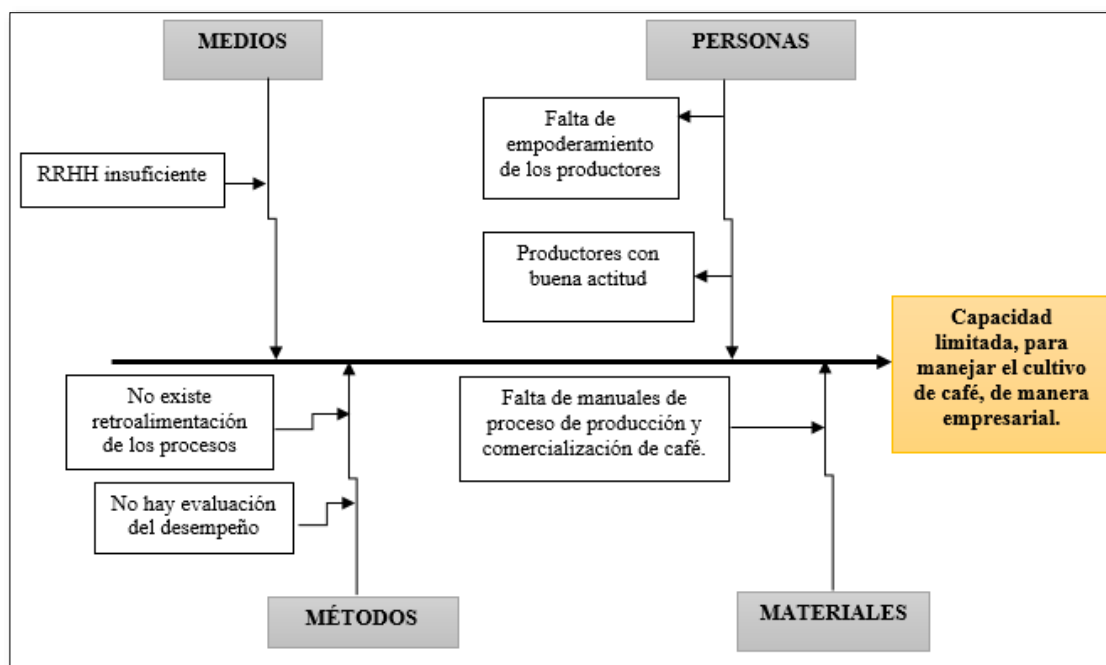 MEDIOS
PERSONAS
Falta de
empoderamiento
de los productores
RRHH insuficiente
Productores con
buena actitud
Capacidad
limitada, para
manejar el cultivo
de café, de manera
empresarial.
No existe
retroalimentación
de los procesos
Falta de manuales de
proceso de producción y
comercialización de café.
No hay evaluación
del desempeño
MÉTODOS
MATERIALES